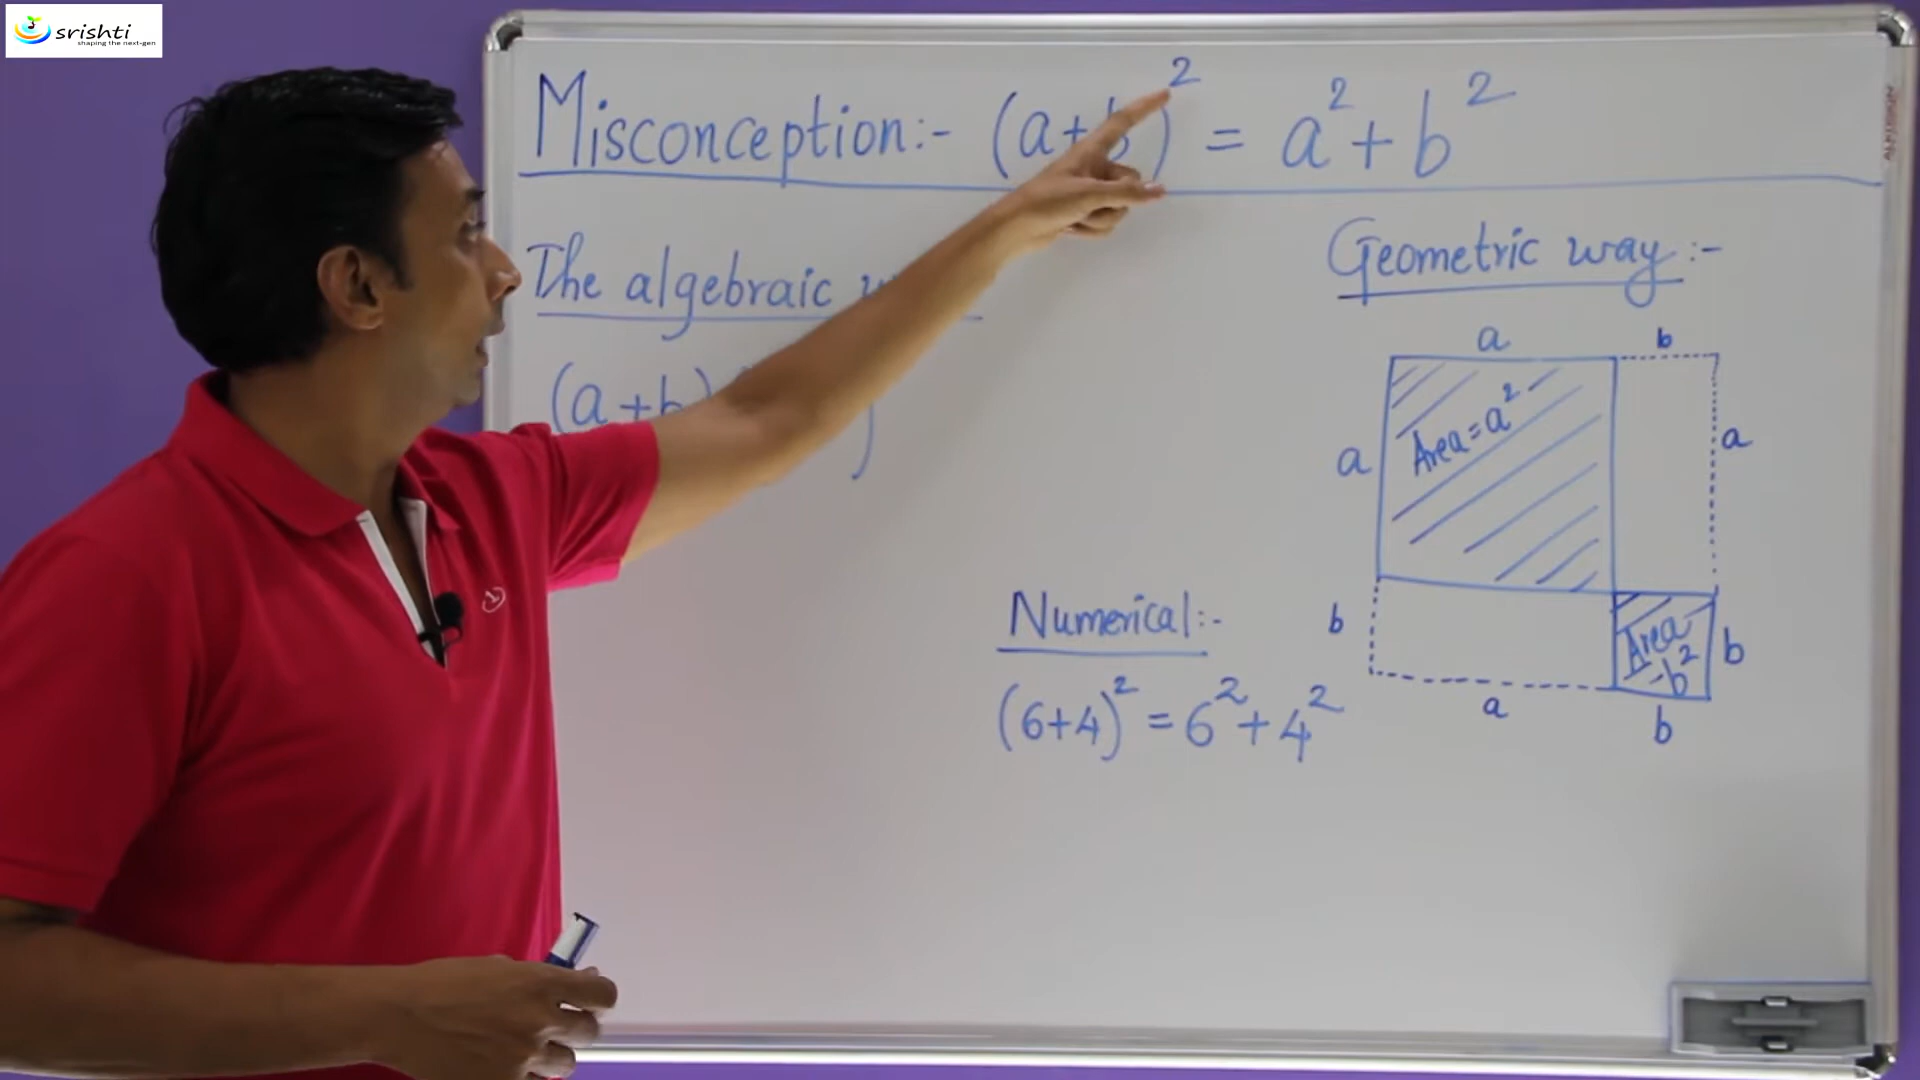 srishti
shaping the next-gen
Misconception:- (a+b)² = a²+b²
The algebraic
(a+b)
Geometric way:-
a
b
Area=a²
a
a
b
Area
=b²
b
a
b
Numerical:-
(6+4)² = 6²+4²